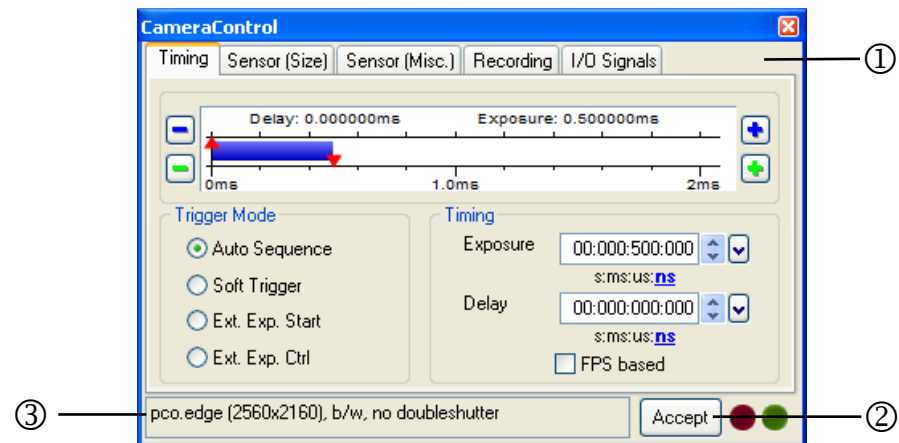 CameraControl
Timing Sensor (Size) Sensor (Misc.) Recording I/O Signals
①
Delay: 0.000000ms Exposure: 0.500000ms
0ms 1.0ms 2ms
Trigger Mode
Auto Sequence
Soft Trigger
Ext. Exp. Start
Ext. Exp. Ctrl
Timing
Exposure 00:000:500:000
s:ms:us:ns
Delay 00:000:000:000
s:ms:us:ns
FPS based
③ pco.edge (2560x2160), b/w, no doubleshutter Accept ②